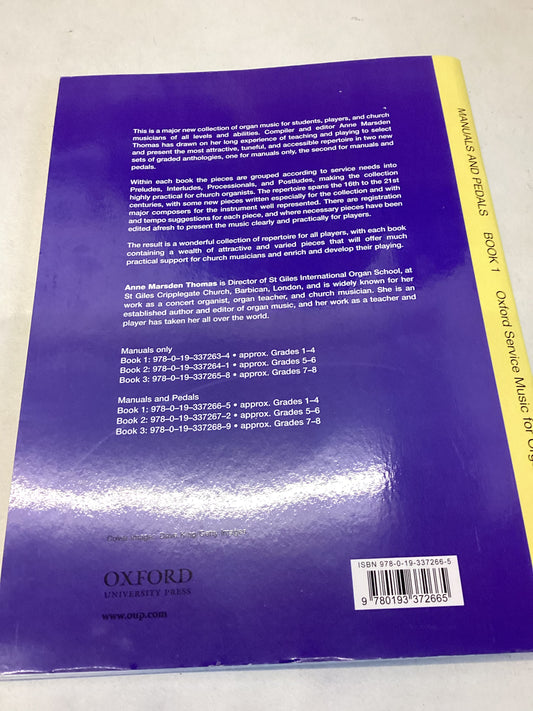 This is a major new collection of organ music for students, players, and church
musicians of all levels and abilities. Compiler and editor Anne Marsden
Thomas has drawn on her long experience of teaching and playing to select
and present the most attractive, tuneful, and accessible repertoire in two new
sets of graded anthologies, one for manuals only, the second for manuals and
pedals.
Within each book the pieces are grouped according to service needs into
Preludes, Interludes, Processionals, and Postludes, making the collection
highly practical for church organists. The repertoire spans the 16th to the 21st
centuries, with some new pieces written especially for the collection and with
major composers for the instrument well represented. There are registration
and tempo suggestions for each piece, and where necessary pieces have been
edited afresh to present the music clearly and practically for players.
The result is a wonderful collection of repertoire for all players, with each book
containing a wealth of attractive and varied pieces that will offer much
practical support for church musicians and enrich and develop their playing.
Anne Marsden Thomas is Director of St Giles International Organ School, at
St Giles Cripplegate Church, Barbican, London, and is widely known for her
work as a concert organist, organ teacher, and church musician. She is an
established author and editor of organ music, and her work as a teacher and
player has taken her all over the world.
Manuals only
Book 1: 978-0-19-337263-4 • approx. Grades 1–4
Book 2: 978-0-19-337264-1 • approx. Grades 5–6
Book 3: 978-0-19-337265-8 • approx. Grades 7–8
Manuals and Pedals
Book 1: 978-0-19-337266-5 • approx. Grades 1–4
Book 2: 978-0-19-337267-2 • approx. Grades 5–6
Book 3: 978-0-19-337268-9 • approx. Grades 7–8
OXFORD
UNIVERSITY PRESS
www.oup.com
ISBN 978-0-19-337266-5
9 780193 372665
MANUALS AND PEDALS BOOK 1 Oxford Service Music for Org